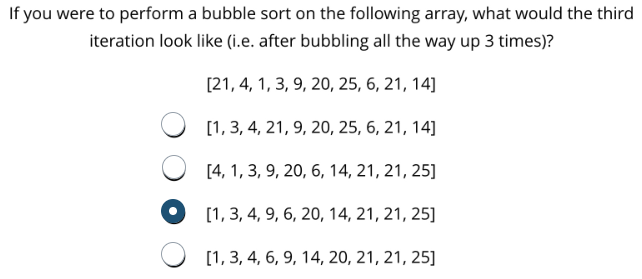 If you were to perform a bubble sort on the following array, what would the third
iteration look like (i.e. after bubbling all the way up 3 times)?
[21, 4, 1, 3, 9, 20, 25, 6, 21, 14]
[1, 3, 4, 21, 9, 20, 25, 6, 21, 14]
[4, 1, 3, 9, 20, 6, 14, 21, 21, 25]
[1, 3, 4, 9, 6, 20, 14, 21, 21, 25]
[1, 3, 4, 6, 9, 14, 20, 21, 21, 25]